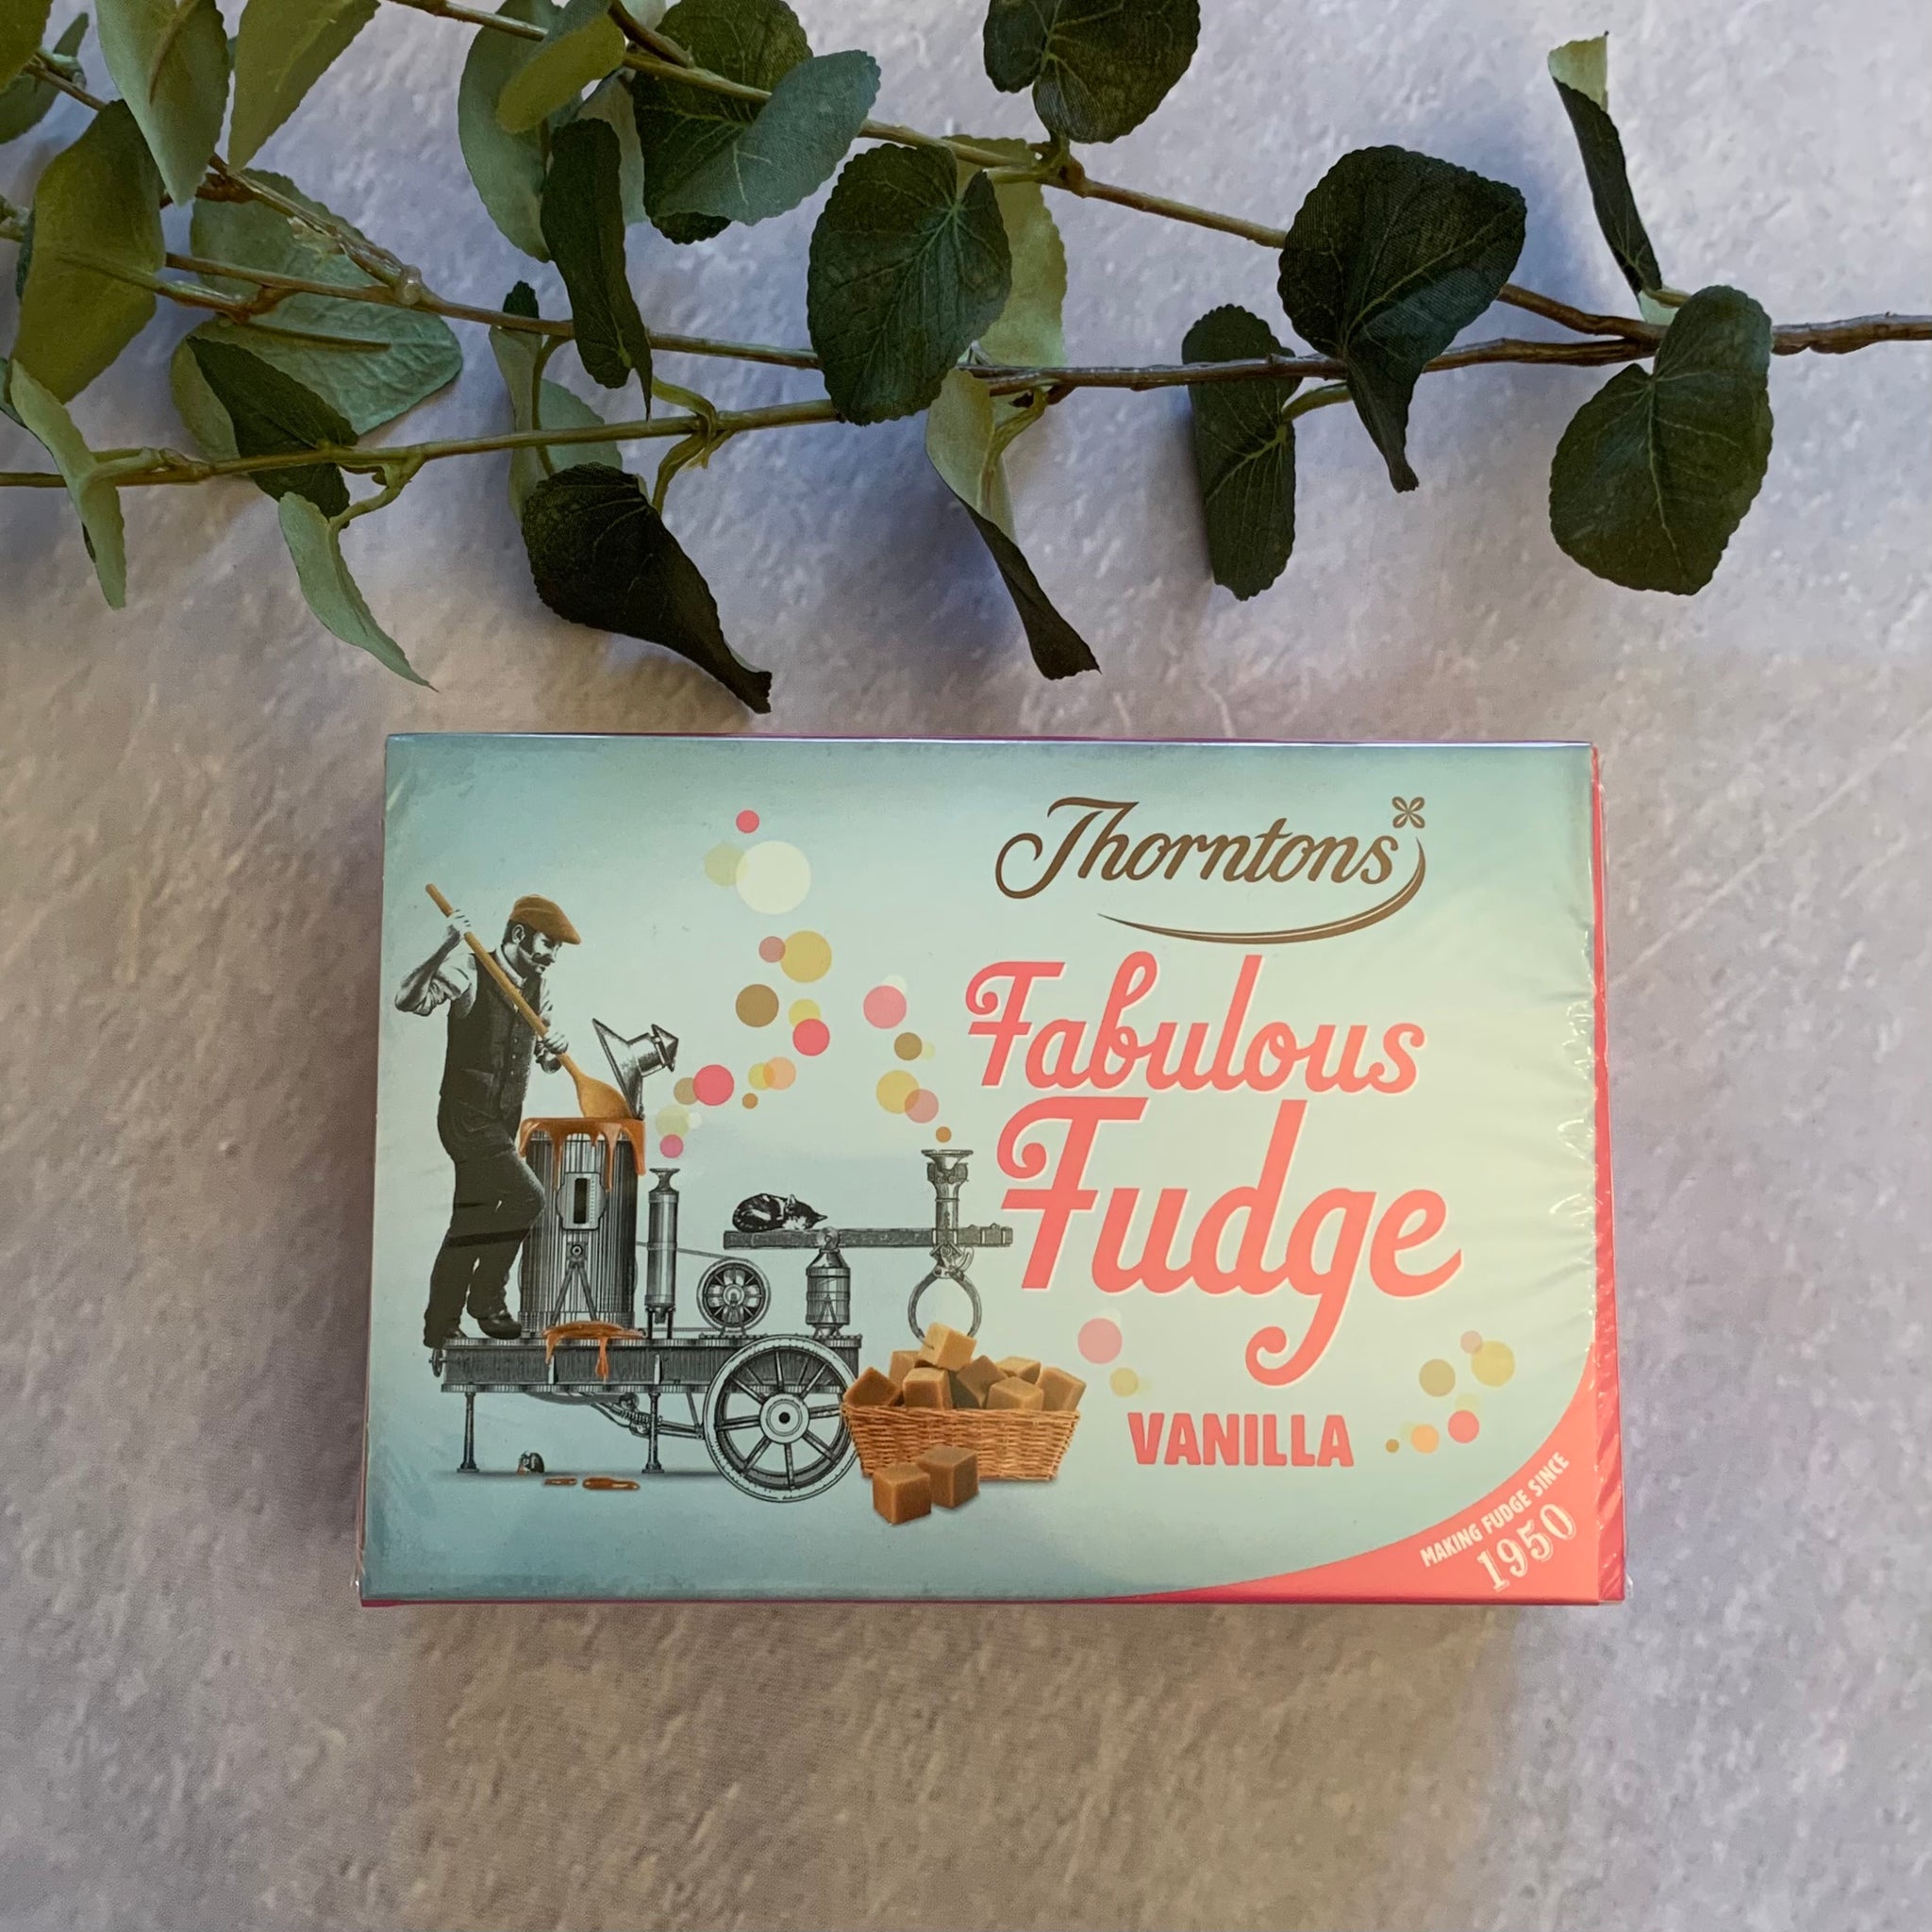 Thorntons
Fabulous
Fudge
VANILLA
MAKING FUDGE SINCE
1950